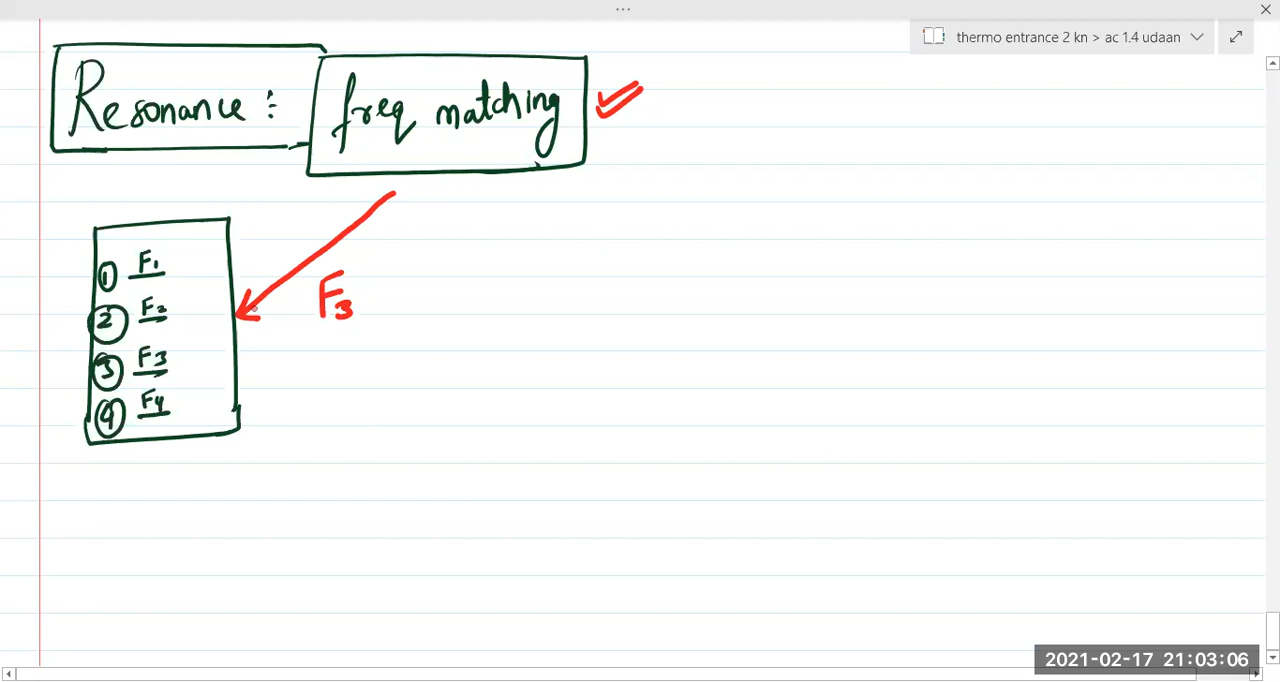 ...
thermo entrance 2 kn > ac 1.4 udaan
Resonance : freq matching
① F1
② F2
③ F3
④ F4
F3
2021-02-17 21:03:06